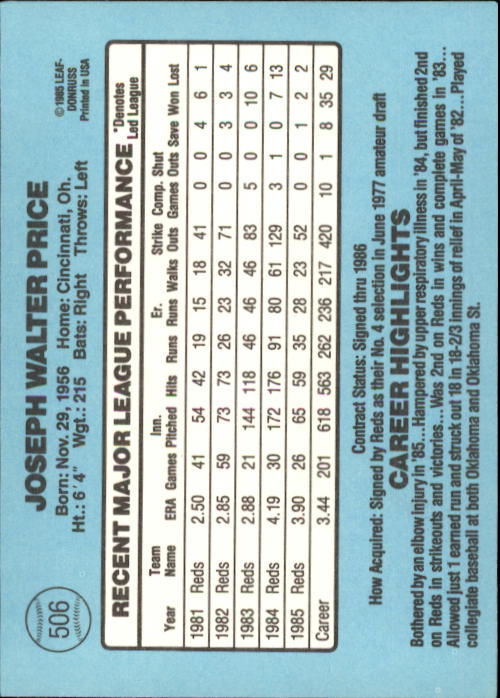 506
JOSEPH WALTER PRICE
©1985 LEAF-
DONRUSS
Printed in USA
Born: Nov. 29, 1956 Home: Cincinnati, Oh.
Ht.: 6'4" Wgt.: 215 Bats: Right Throws: Left
RECENT MAJOR LEAGUE PERFORMANCE *Denotes
Led League
Team Inn. Er. Strike Comp. Shut
Year Name ERA Games Pitched Hits Runs Runs Walks Outs Games Outs Save Won Lost
1981 Reds 2.50 41 54 42 19 15 18 41 0 0 4 6 1
1982 Reds 2.85 59 73 73 26 23 32 71 0 0 3 3 4
1983 Reds 2.88 21 144 118 46 46 46 83 5 0 0 10 6
1984 Reds 4.19 30 172 176 91 80 61 129 3 1 0 7 13
1985 Reds 3.90 26 65 59 35 28 23 52 0 0 1 2 2
Career 3.44 201 618 563 262 236 217 420 10 1 8 35 29
Contract Status: Signed thru 1986
How Acquired: Signed by Reds as their No. 4 selection in June 1977 amateur draft
CAREER HIGHLIGHTS
Bothered by an elbow injury in '85...Hampered by upper respiratory illness in '84, but finished 2nd
on Reds in strikeouts and victories...Was 2nd on Reds in wins and complete games in '83...
Allowed just 1 earned run and struck out 18 in 18-2/3 innings of relief in April-May of '82...Played
collegiate baseball at both Oklahoma and Oklahoma St.